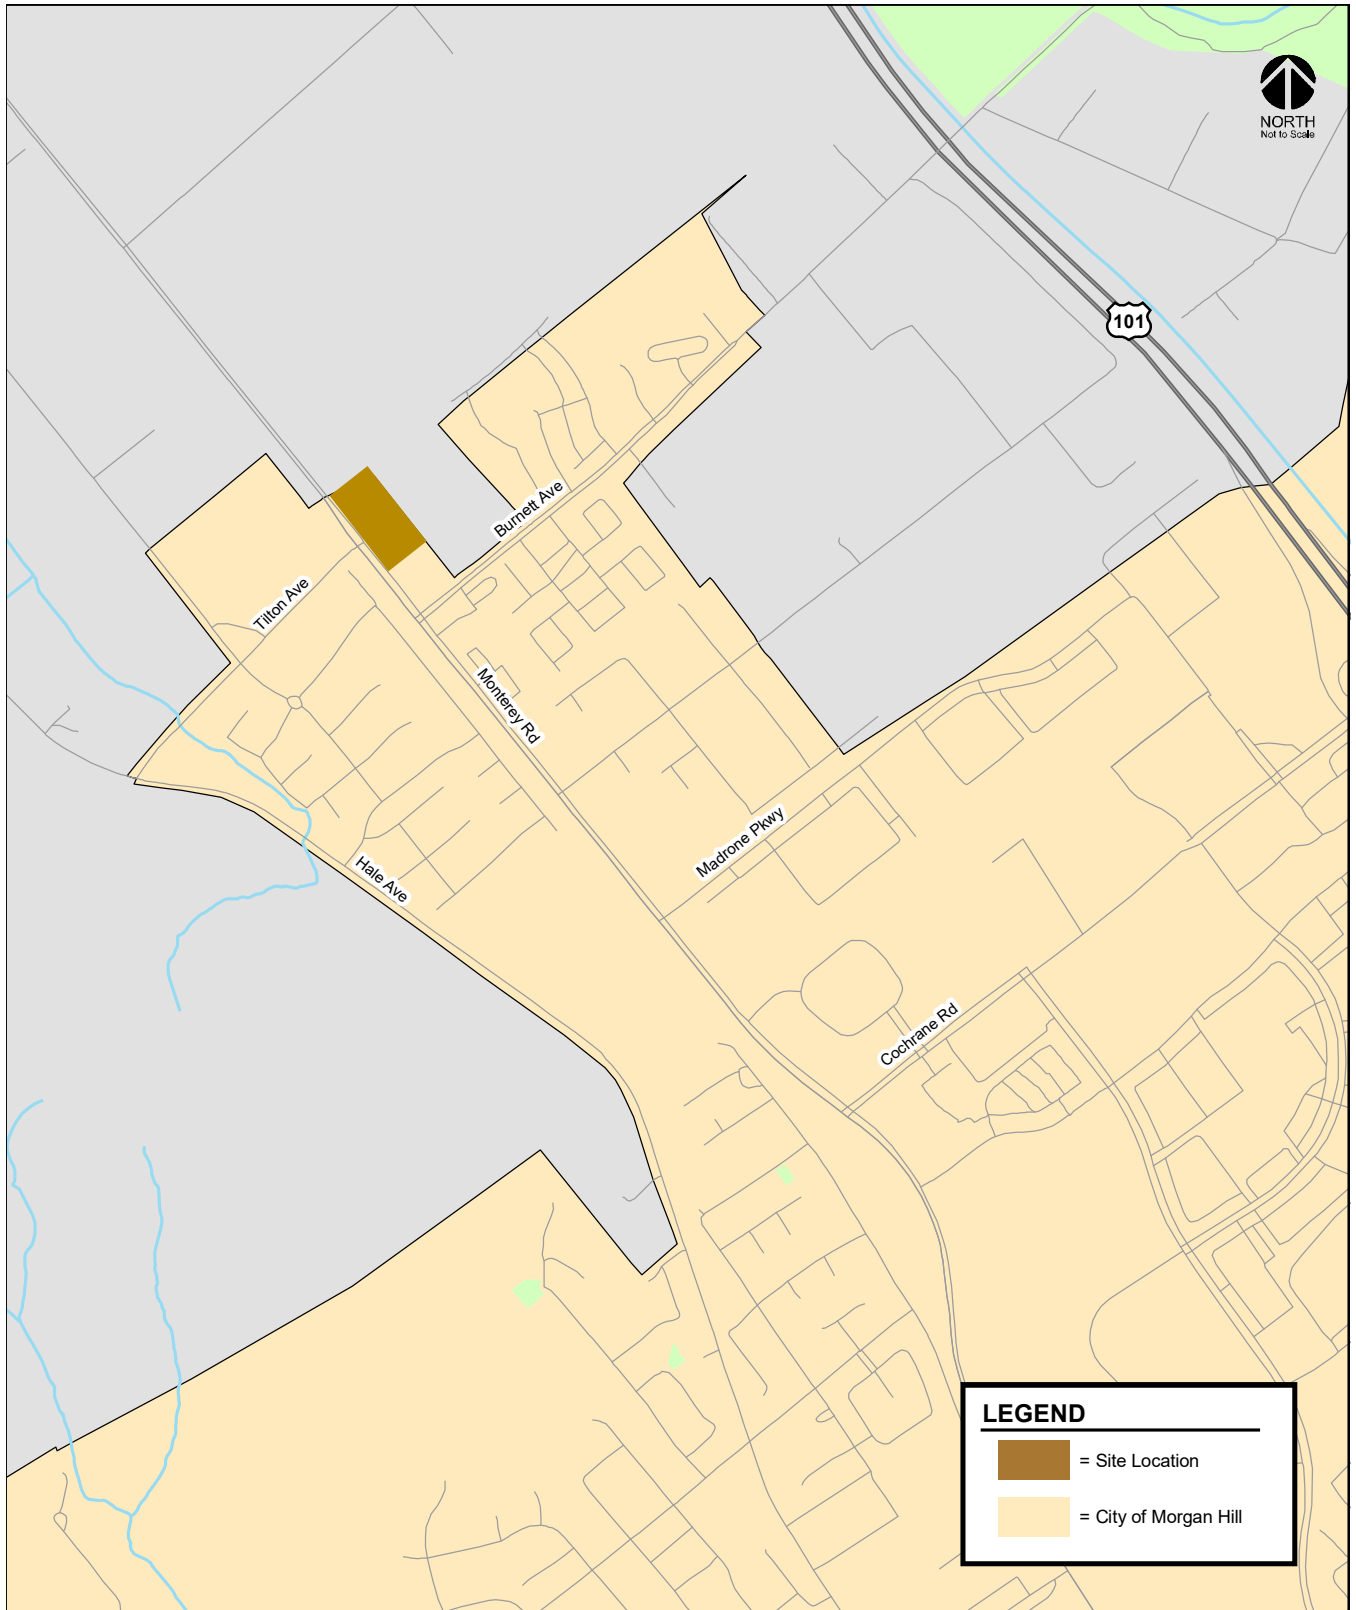 NORTH
Not to Scale
101
Burnett Ave
Tilton Ave
Monterey Rd
Madrone Pkwy
Hale Ave
Cochrane Rd
LEGEND
= Site Location
= City of Morgan Hill